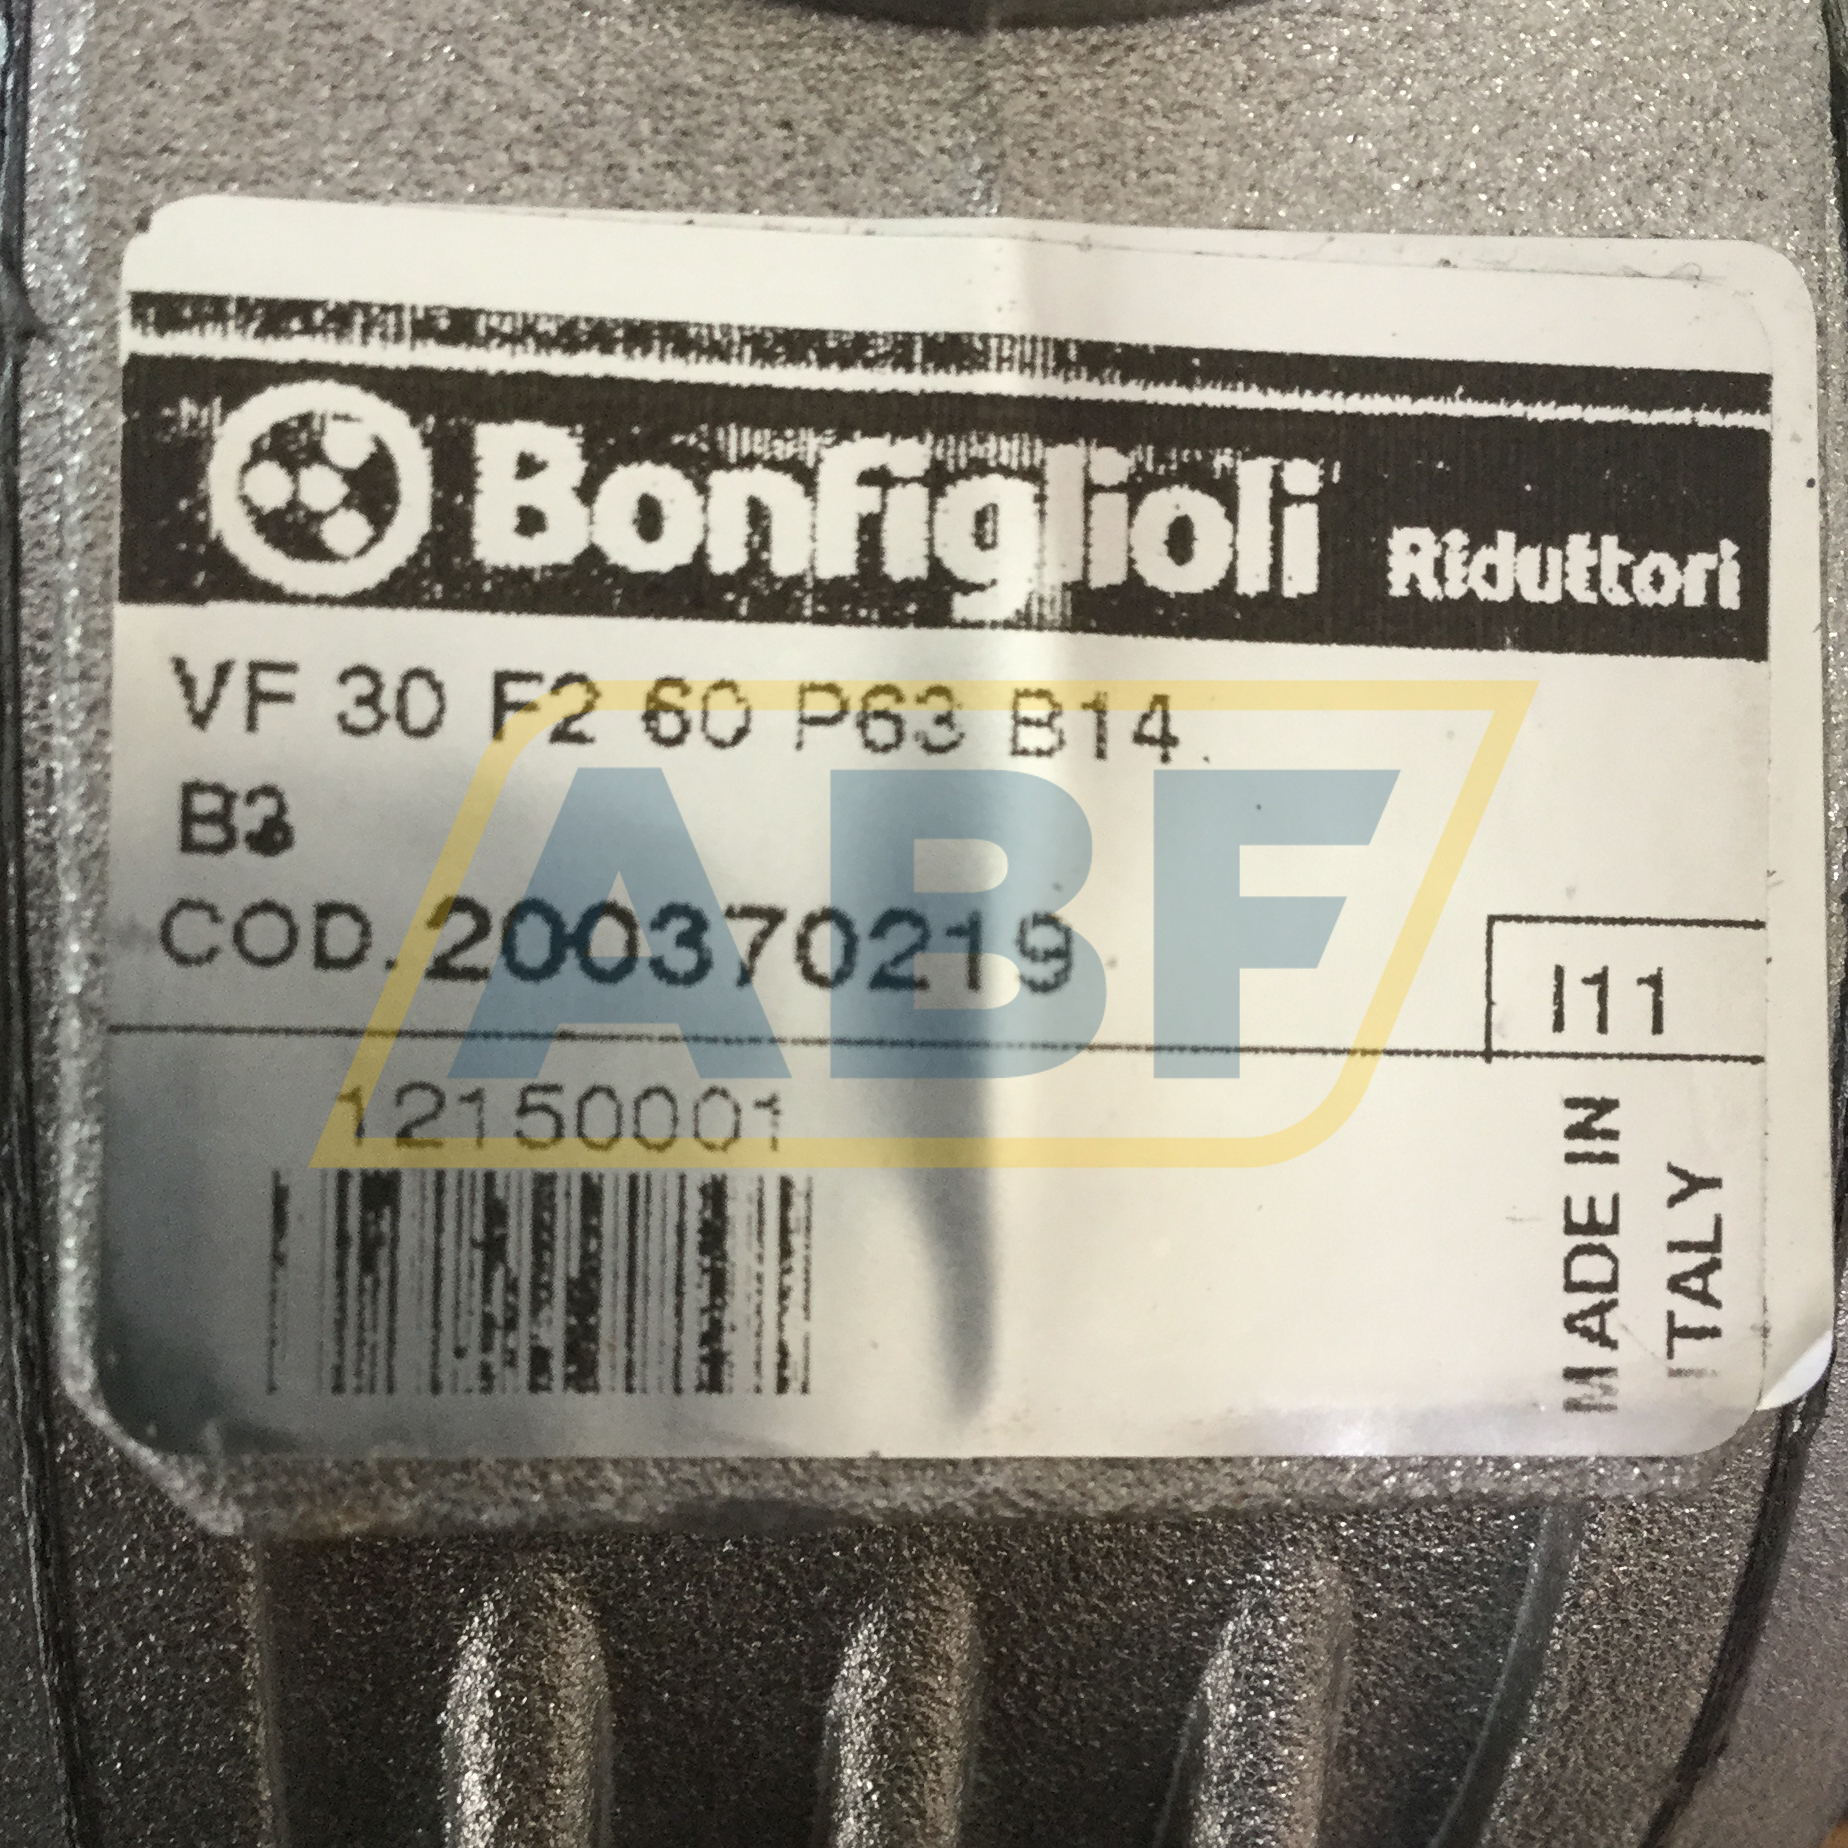 Bonfiglioli Riduttori
VF 30 F2 60 P63 B14
B3
COD. 200370219
I11
12150001
MADE IN
ITALY
ABF